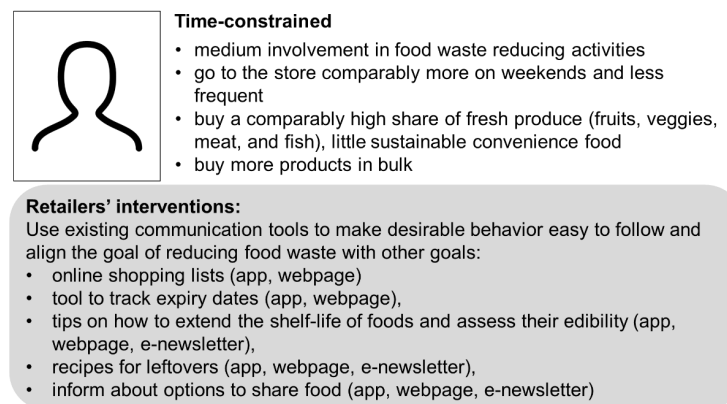 Time-constrained
• medium involvement in food waste reducing activities
• go to the store comparably more on weekends and less
frequent
• buy a comparably high share of fresh produce (fruits, veggies,
meat, and fish), little sustainable convenience food
• buy more products in bulk
Retailers' interventions:
Use existing communication tools to make desirable behavior easy to follow and
align the goal of reducing food waste with other goals:
• online shopping lists (app, webpage)
• tool to track expiry dates (app, webpage),
• tips on how to extend the shelf-life of foods and assess their edibility (app,
webpage, e-newsletter),
• recipes for leftovers (app, webpage, e-newsletter),
• inform about options to share food (app, webpage, e-newsletter)